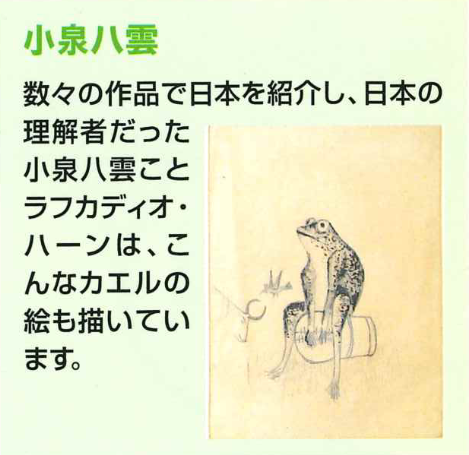 小泉八雲
数々の作品で日本を紹介し、日本の
理解者だった
小泉八雲こと
ラフカディオ・
ハーンは、こ
んなカエルの
絵も描いてい
ます。